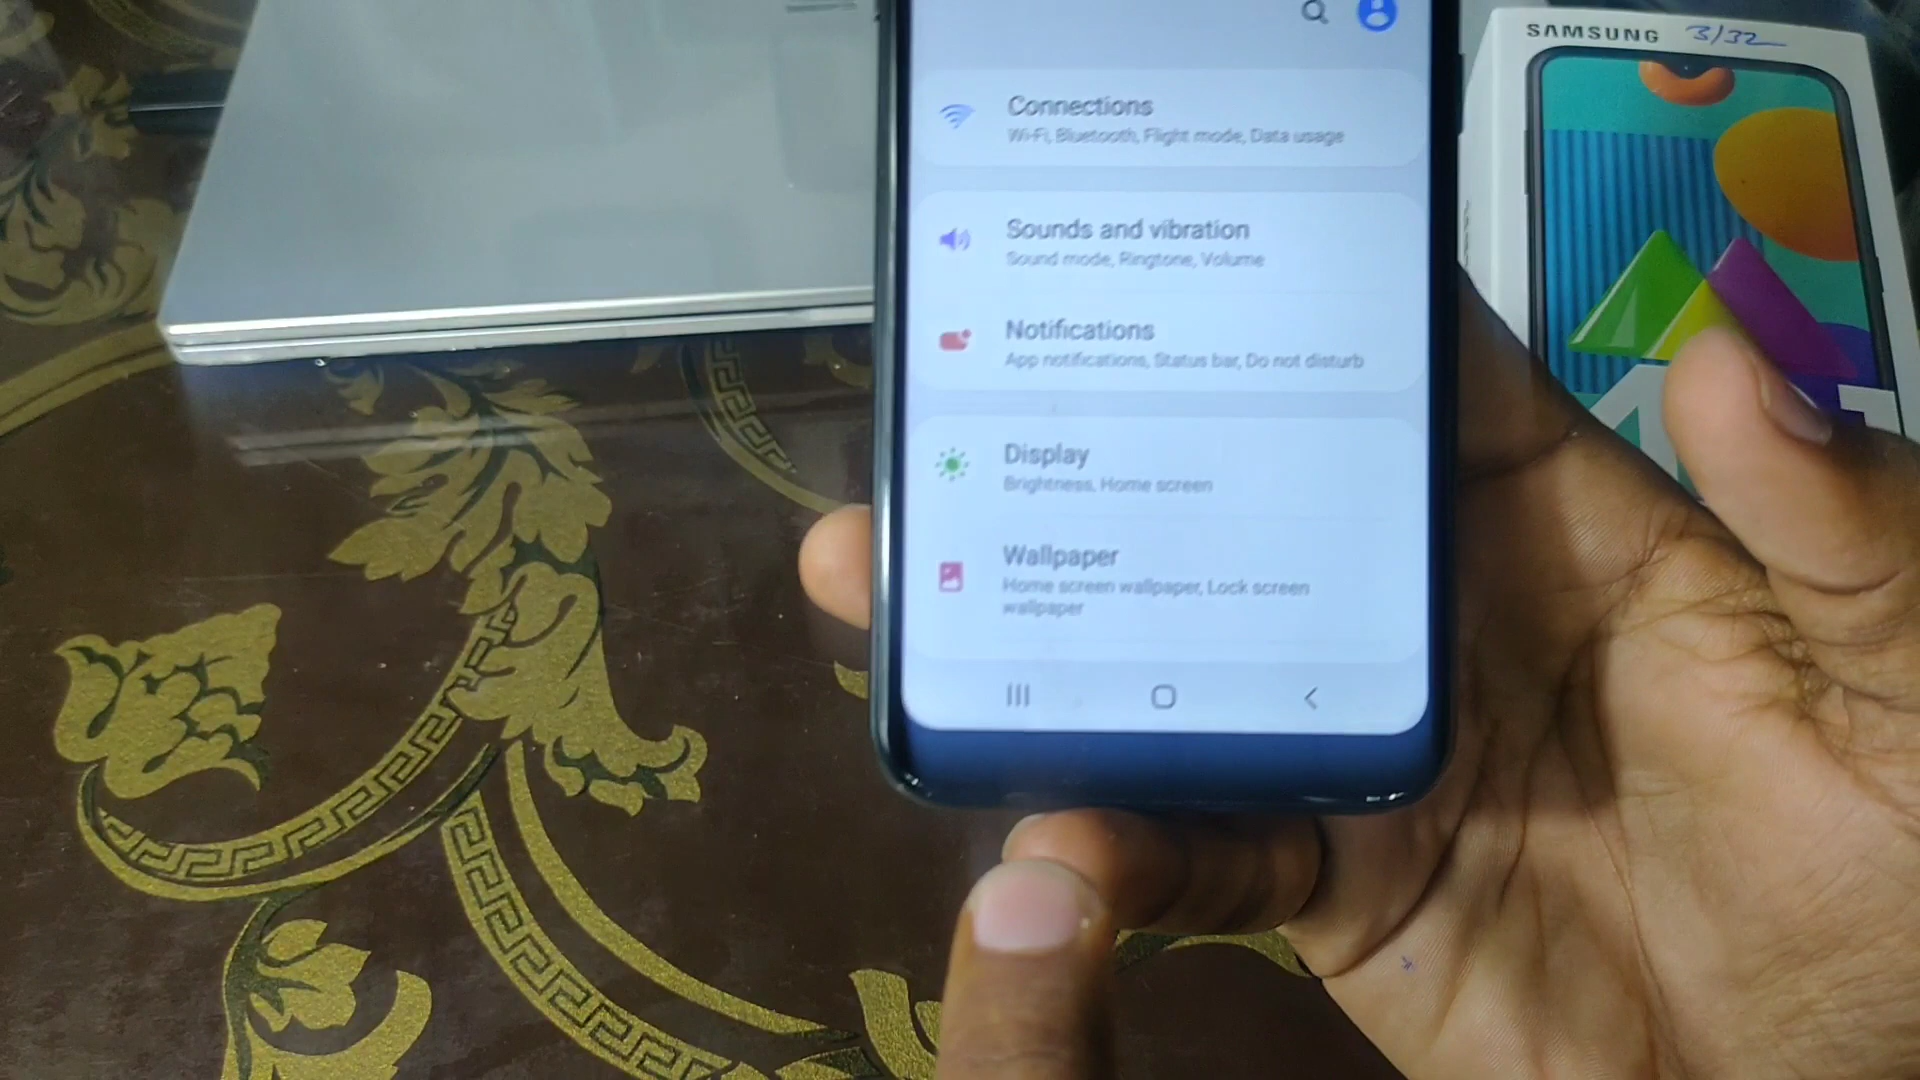 SAMSUNG 3/32
Connections
Wi-Fi, Bluetooth, Flight mode, Data usage
Sounds and vibration
Sound mode, Ringtone, Volume
Notifications
App notifications, Status bar, Do not disturb
Display
Brightness, Home screen
Wallpaper
Home screen wallpaper, Lock screen
wallpaper